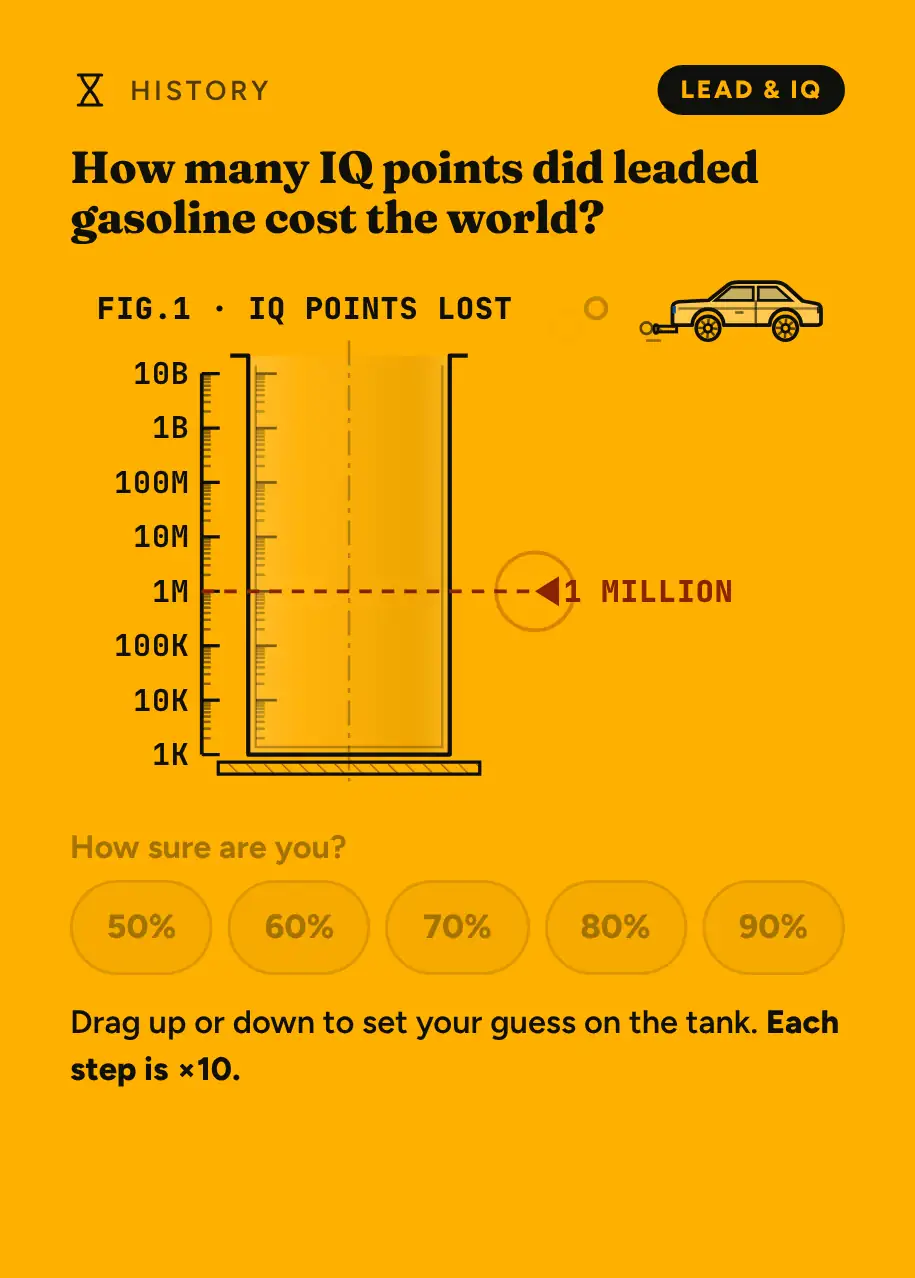 HISTORY
LEAD & IQ
How many IQ points did leaded
gasoline cost the world?
FIG.1 · IQ POINTS LOST
10B
1B
100M
10M
1M
1 MILLION
100K
10K
1K
How sure are you?
50%
60%
70%
80%
90%
Drag up or down to set your guess on the tank. Each
step is ×10.